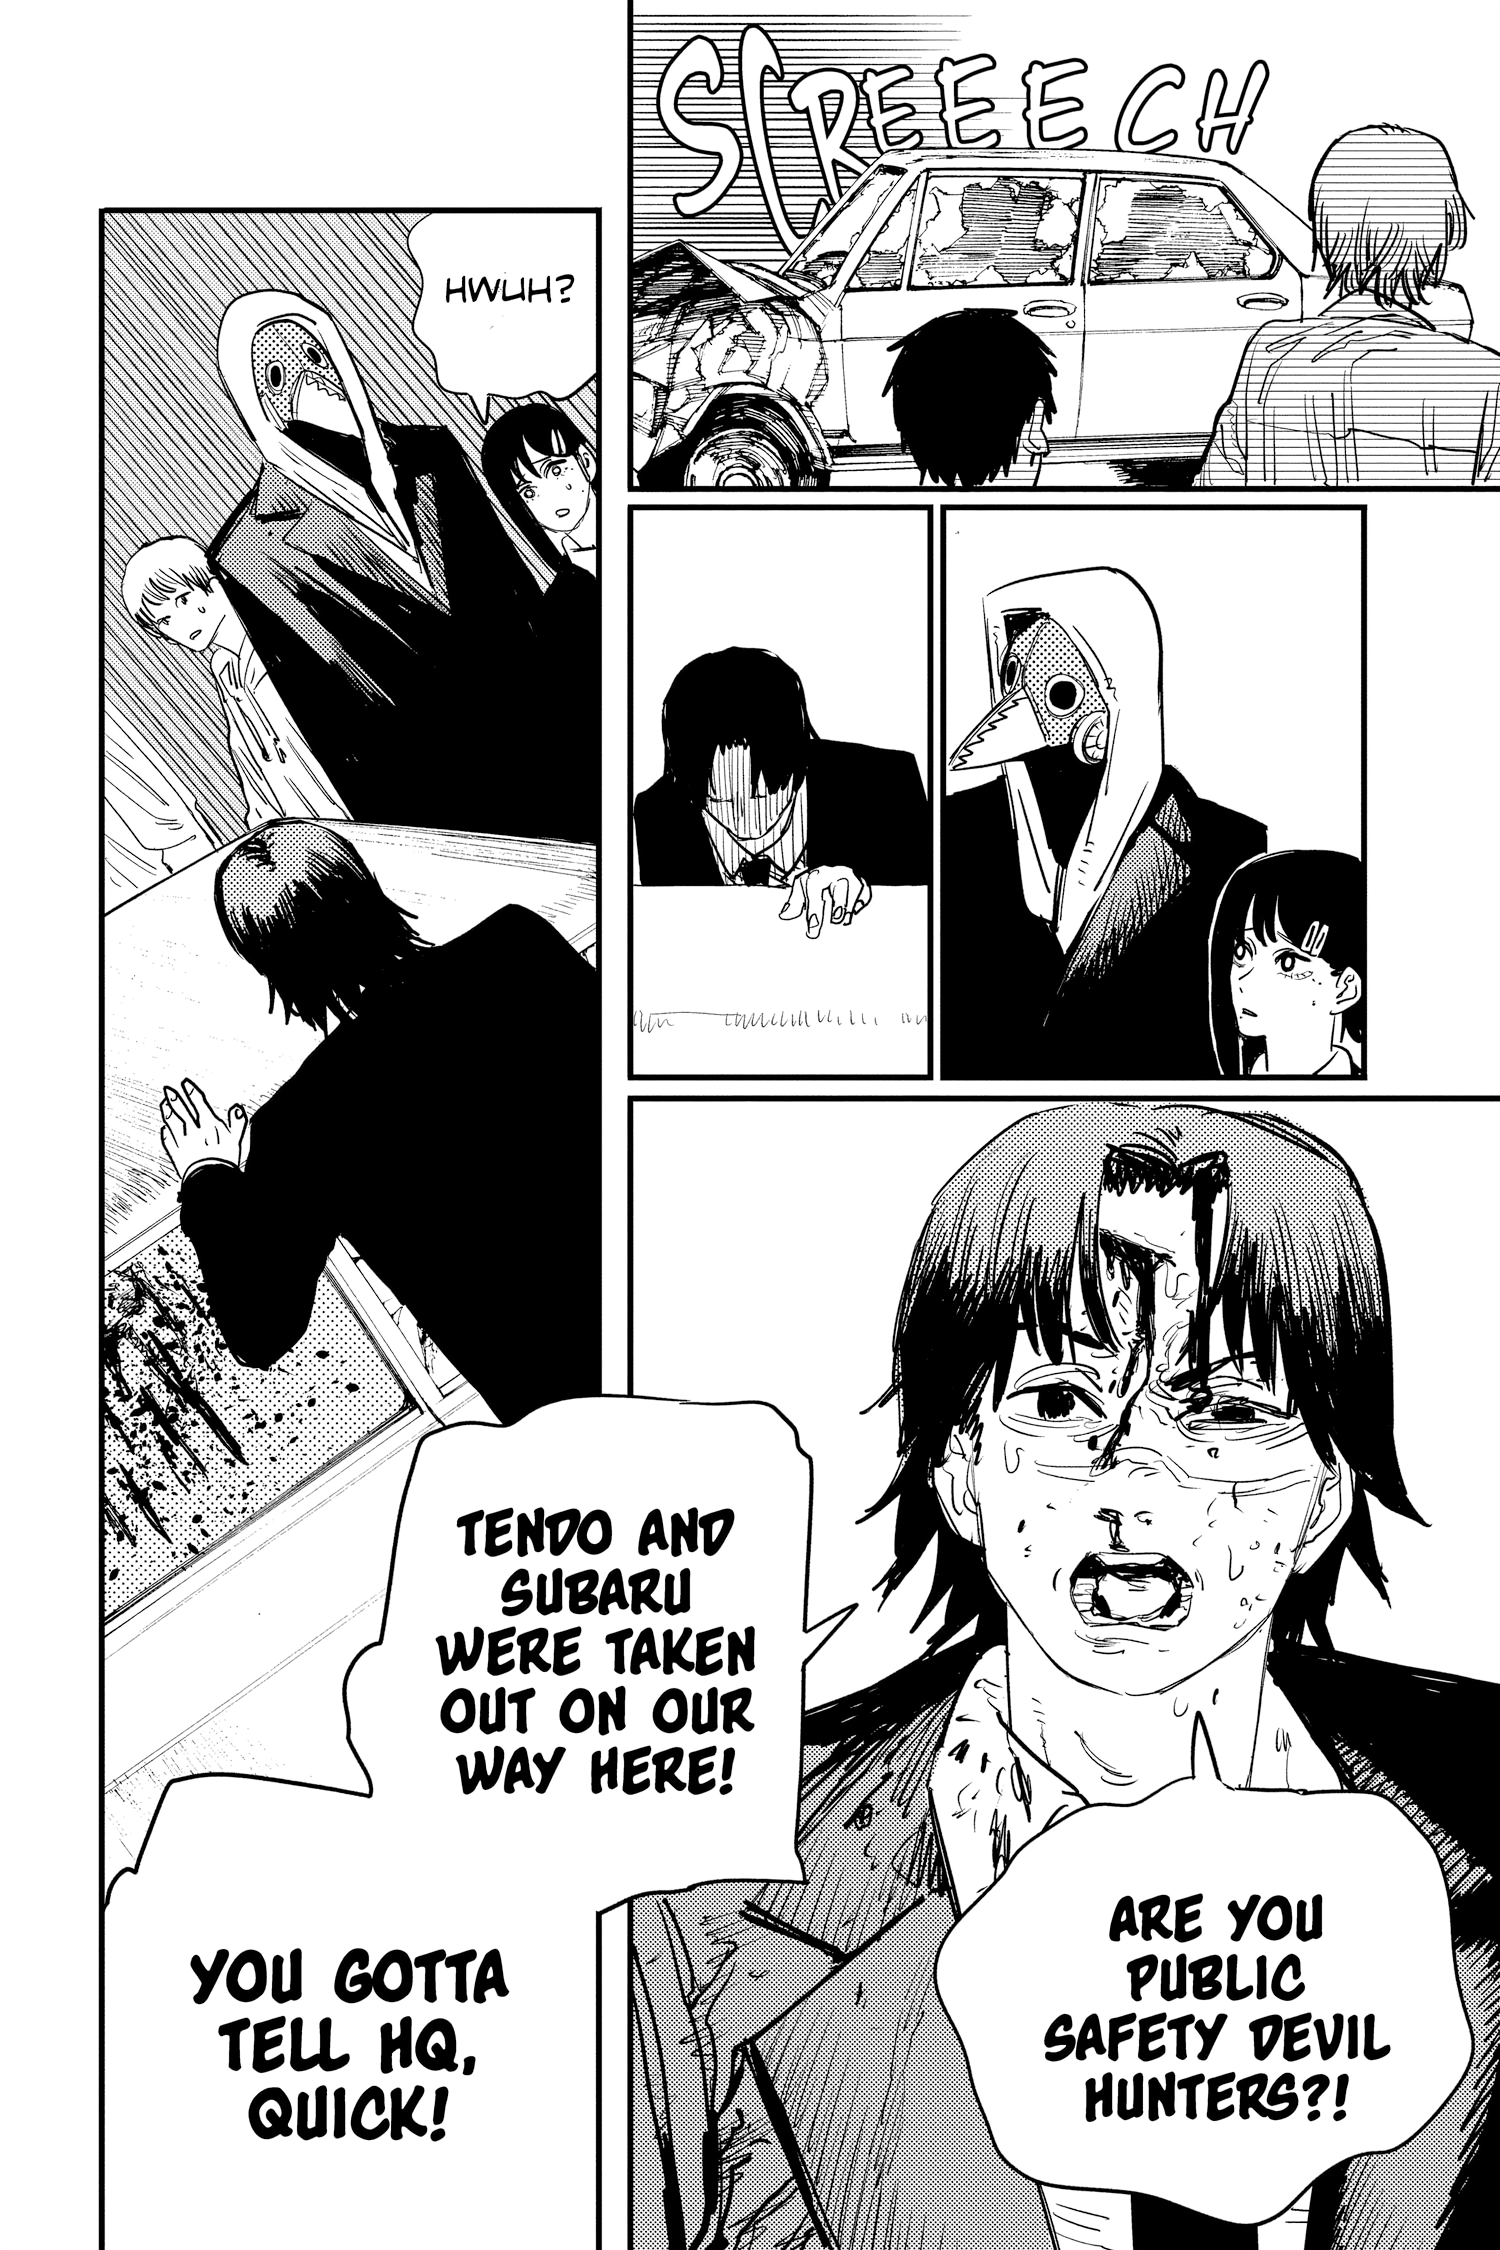 SCREEECH
ARE YOU
PUBLIC
SAFETY DEVIL
HUNTERS?!
TENDO AND
SUBARU
WERE TAKEN
OUT ON OUR
WAY HERE!
YOU GOTTA
TELL HQ,
QUICK!
HWUH?